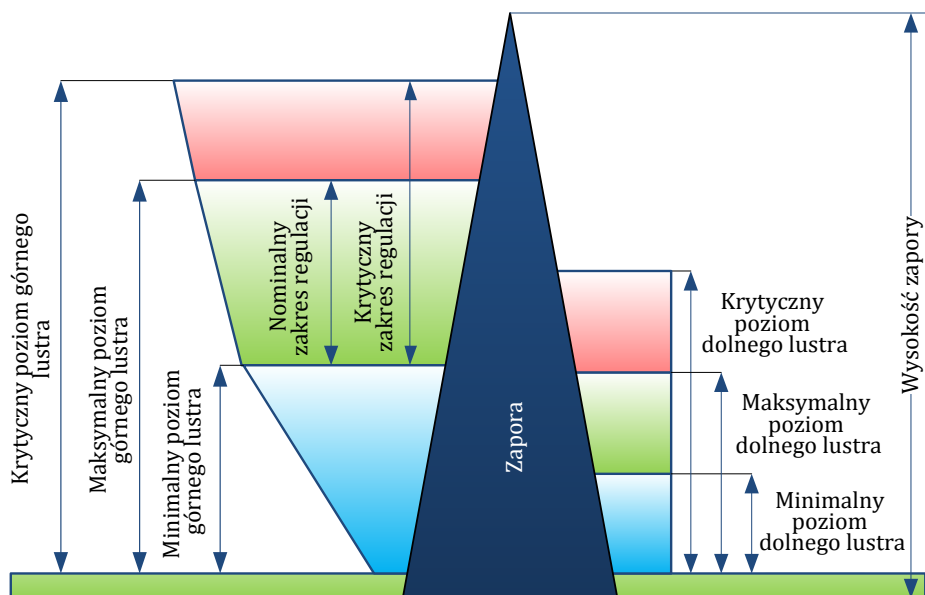 Krytyczny poziom górnego
lustra
Maksymalny poziom
górnego lustra
Minimalny poziom
górnego lustra
Nominalny
zakres regulacji
Krytyczny
zakres regulacji
Zapora
Krytyczny
poziom
dolnego lustra
Maksymalny
poziom
dolnego lustra
Minimalny
poziom
dolnego lustra
Wysokość zapory